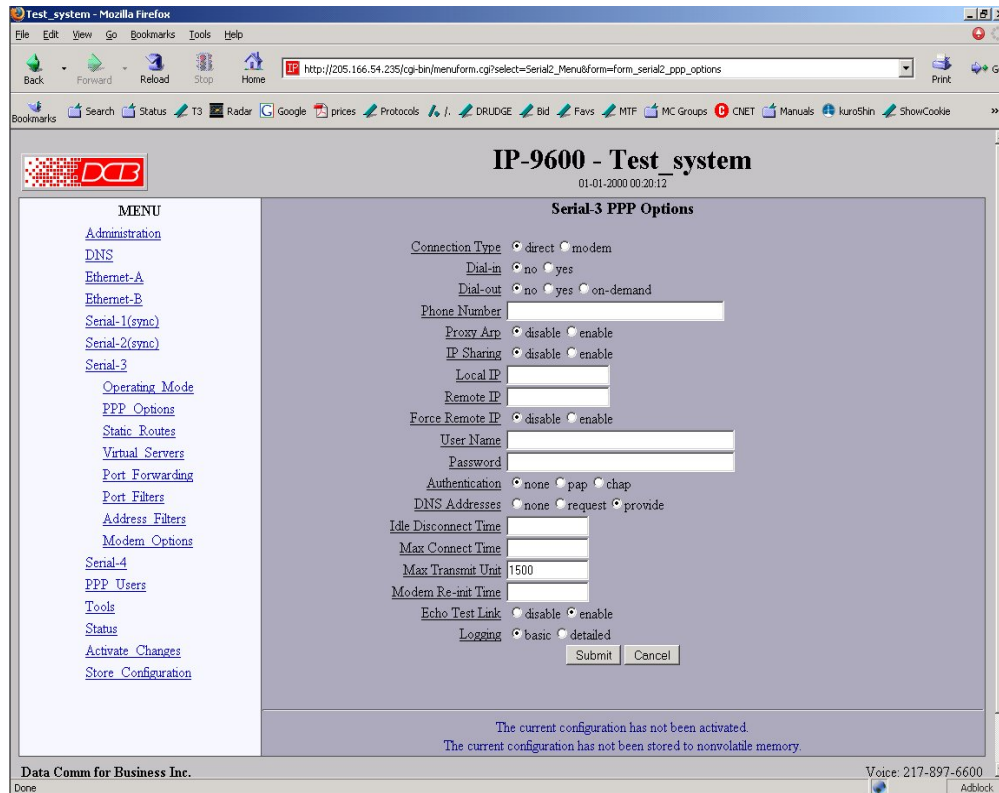 Test_system - Mozilla Firefox
File Edit View Go Bookmarks Tools Help
Back Forward Reload Stop Home
IP http://205.166.54.235/cgi-bin/menuform.cgi?select=Serial2_Menu&form=form_serial2_ppp_options
Print G
Bookmarks Search Status T3 Radar G Google prices Protocols /. DRUDGE Bid Favs MTF MC Groups CNET Manuals kuro5hin ShowCookie »
DCB
IP-9600 - Test_system
01-01-2000 00:20:12
MENU
Administration
DNS
Ethernet-A
Ethernet-B
Serial-1(sync)
Serial-2(sync)
Serial-3
Operating Mode
PPP Options
Static Routes
Virtual Servers
Port Forwarding
Port Filters
Address Filters
Modem Options
Serial-4
PPP Users
Tools
Status
Activate Changes
Store Configuration
Serial-3 PPP Options
Connection Type direct modem
Dial-in no yes
Dial-out no yes on-demand
Phone Number
Proxy Arp disable enable
IP Sharing disable enable
Local IP
Remote IP
Force Remote IP disable enable
User Name
Password
Authentication none pap chap
DNS Addresses none request provide
Idle Disconnect Time
Max Connect Time
Max Transmit Unit 1500
Modem Re-init Time
Echo Test Link disable enable
Logging basic detailed
Submit Cancel
The current configuration has not been activated.
The current configuration has not been stored to nonvolatile memory.
Data Comm for Business Inc. Voice: 217-897-6600
Done Adblock